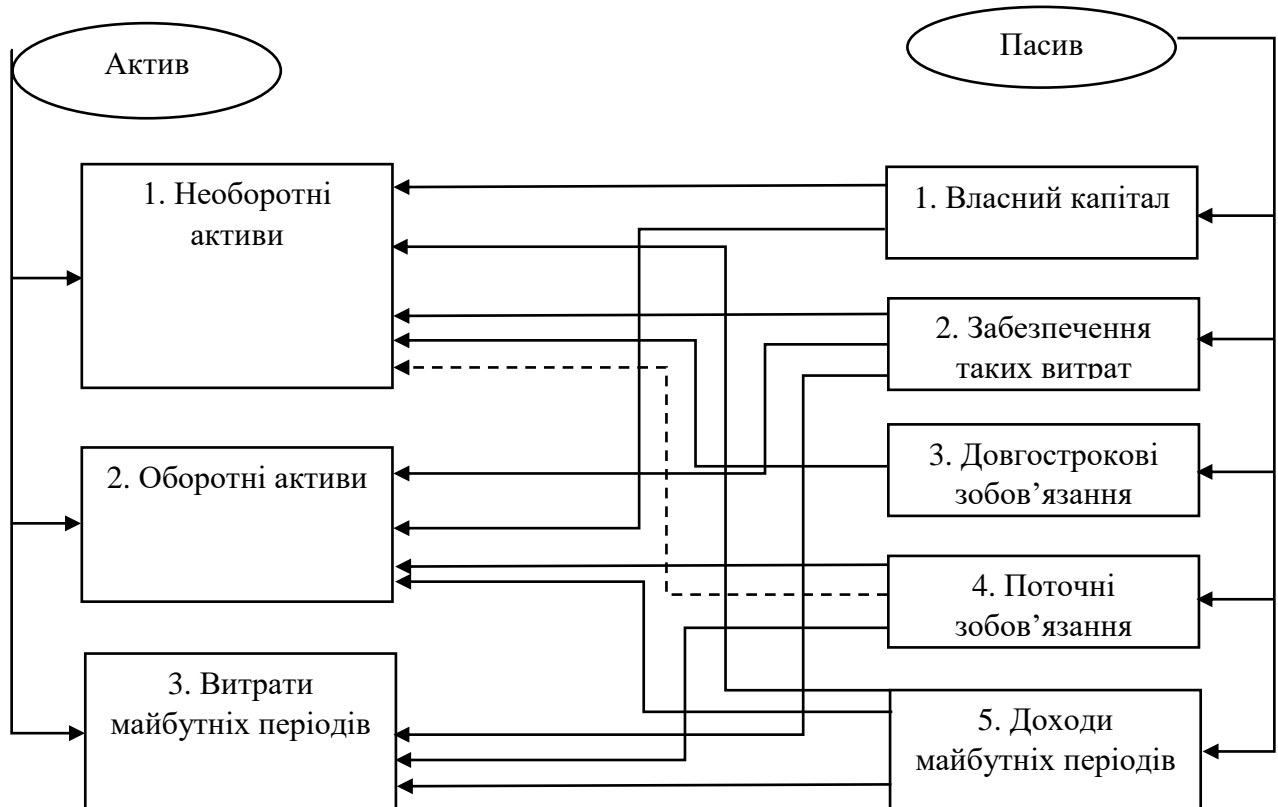 Актив
Пасив
1. Необоротні
активи
2. Оборотні активи
3. Витрати
майбутніх періодів
1. Власний капітал
2. Забезпечення
таких витрат
3. Довгострокові
зобов’язання
4. Поточні
зобов’язання
5. Доходи
майбутніх періодів